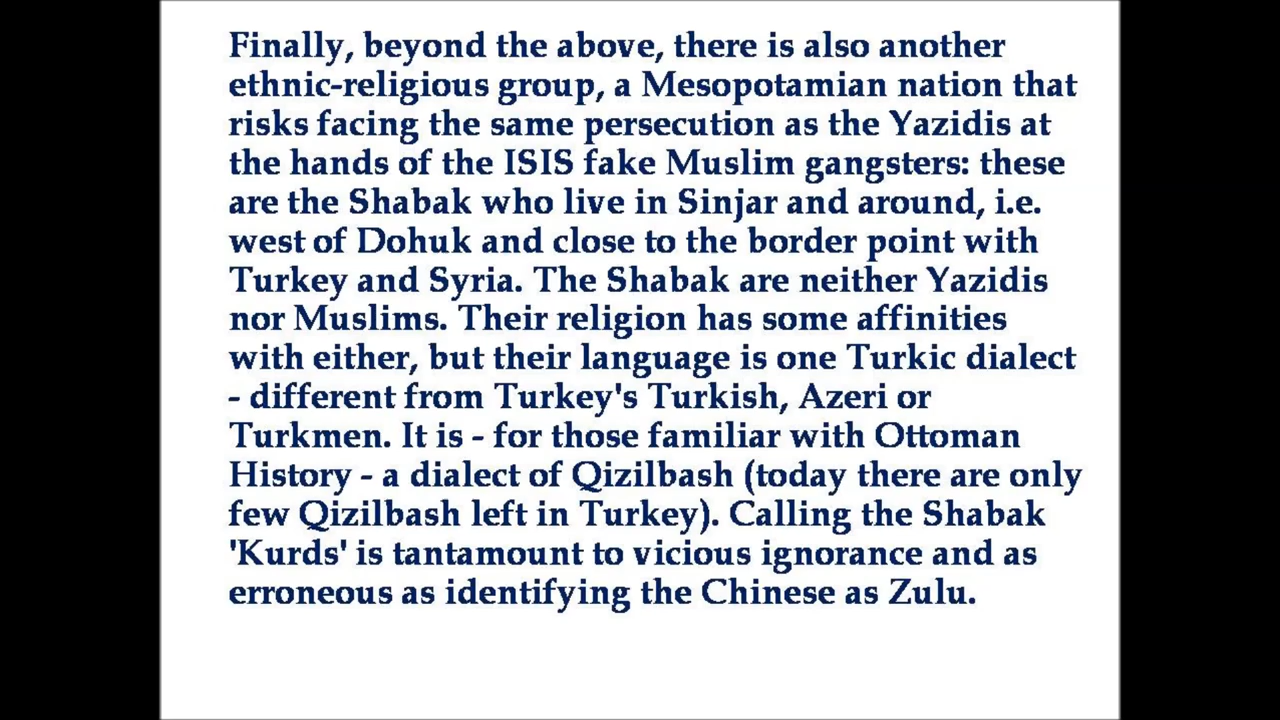 Finally, beyond the above, there is also another
ethnic-religious group, a Mesopotamian nation that
risks facing the same persecution as the Yazidis at
the hands of the ISIS fake Muslim gangsters: these
are the Shabak who live in Sinjar and around, i.e.
west of Dohuk and close to the border point with
Turkey and Syria. The Shabak are neither Yazidis
nor Muslims. Their religion has some affinities
with either, but their language is one Turkic dialect
- different from Turkey's Turkish, Azeri or
Turkmen. It is - for those familiar with Ottoman
History - a dialect of Qizilbash (today there are only
few Qizilbash left in Turkey). Calling the Shabak
'Kurds' is tantamount to vicious ignorance and as
erroneous as identifying the Chinese as Zulu.